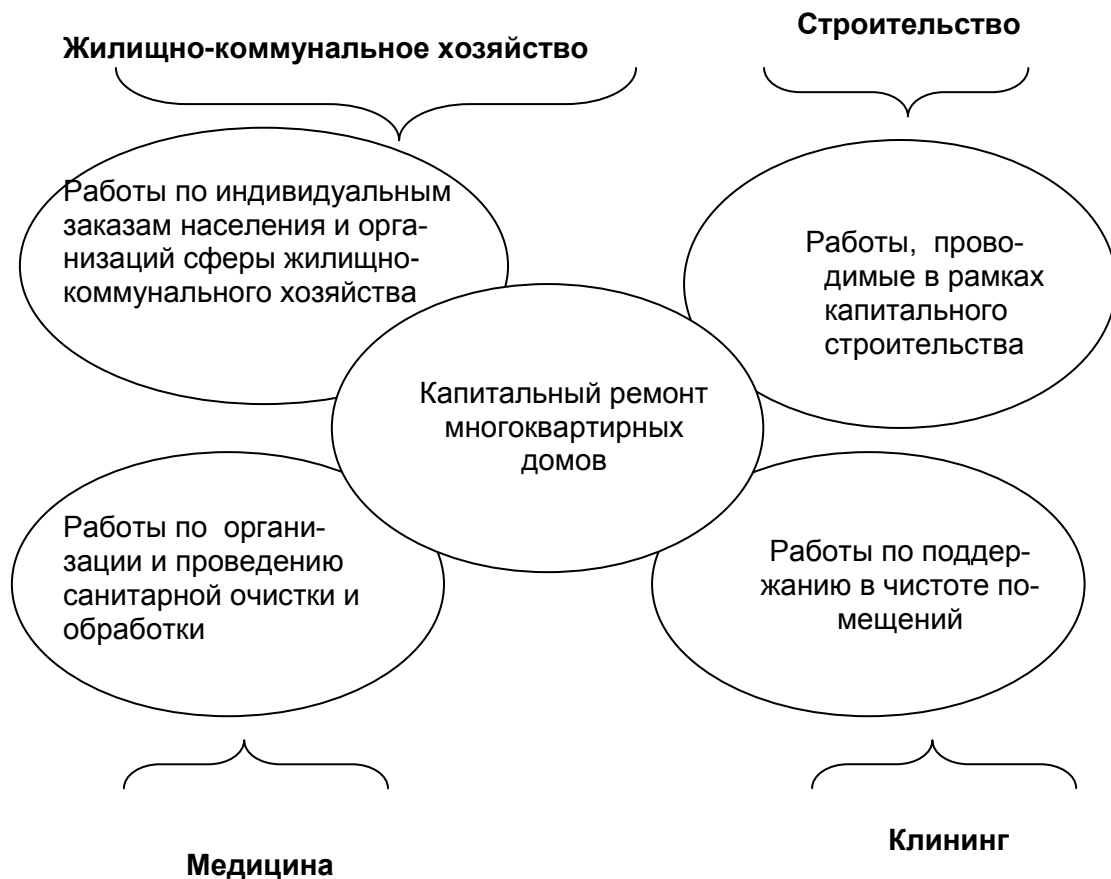 Жилищно-коммунальное хозяйство
Строительство
Работы по индивидуальным
заказам населения и орга-
низаций сферы жилищно-
коммунального хозяйства
Работы, прово-
димые в рамках
капитального
строительства
Капитальный ремонт
многоквартирных
домов
Работы по органи-
зации и проведению
санитарной очистки и
обработки
Работы по поддер-
жанию в чистоте по-
мещений
Медицина
Клининг